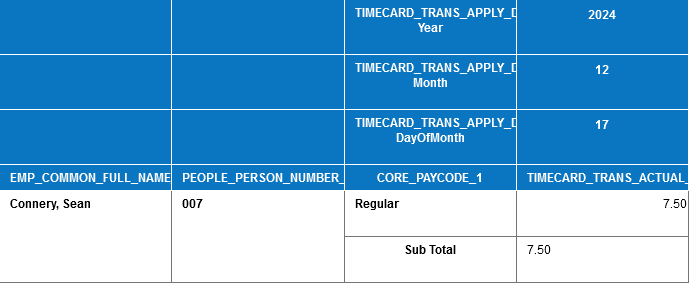 TIMECARD_TRANS_APPLY_D
Year
2024
TIMECARD_TRANS_APPLY_D
Month
12
TIMECARD_TRANS_APPLY_D
DayOfMonth
17
EMP_COMMON_FULL_NAME PEOPLE_PERSON_NUMBER_ CORE_PAYCODE_1 TIMECARD_TRANS_ACTUAL_
Connery, Sean 007 Regular 7.50
Sub Total 7.50